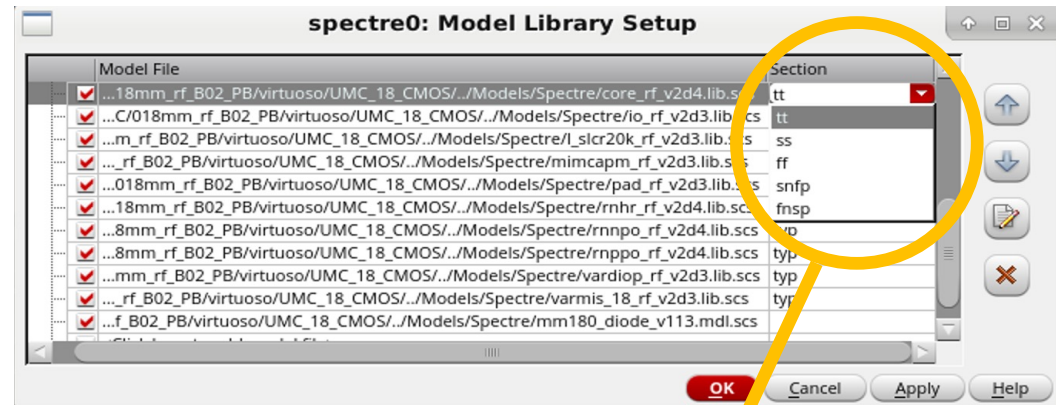 spectre0: Model Library Setup
Model File Section
...18mm_rf_B02_PB/virtuoso/UMC_18_CMOS/../Models/Spectre/core_rf_v2d4.lib.scs tt
...C/018mm_rf_B02_PB/virtuoso/UMC_18_CMOS/../Models/Spectre/io_rf_v2d3.lib.scs tt
...m_rf_B02_PB/virtuoso/UMC_18_CMOS/../Models/Spectre/l_slcr20k_rf_v2d3.lib.scs ss
..._rf_B02_PB/virtuoso/UMC_18_CMOS/../Models/Spectre/mimcapm_rf_v2d3.lib.scs ff
...018mm_rf_B02_PB/virtuoso/UMC_18_CMOS/../Models/Spectre/pad_rf_v2d3.lib.scs snfp
...18mm_rf_B02_PB/virtuoso/UMC_18_CMOS/../Models/Spectre/rnhr_rf_v2d4.lib.scs fnsp
...8mm_rf_B02_PB/virtuoso/UMC_18_CMOS/../Models/Spectre/rnnpo_rf_v2d4.lib.scs typ
...8mm_rf_B02_PB/virtuoso/UMC_18_CMOS/../Models/Spectre/rnppo_rf_v2d4.lib.scs typ
...mm_rf_B02_PB/virtuoso/UMC_18_CMOS/../Models/Spectre/vardiop_rf_v2d3.lib.scs typ
..._rf_B02_PB/virtuoso/UMC_18_CMOS/../Models/Spectre/varmis_18_rf_v2d3.lib.scs typ
...f_B02_PB/virtuoso/UMC_18_CMOS/../Models/Spectre/mm180_diode_v113.mdl.scs
OK Cancel Apply Help